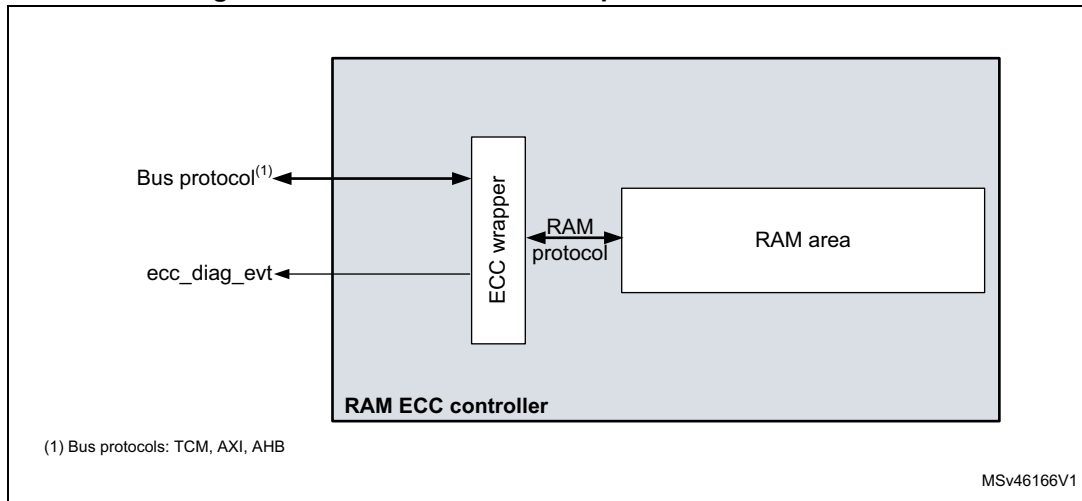 Bus protocol(1)
ecc_diag_evt
ECC wrapper
RAM
protocol
RAM area
RAM ECC controller
(1) Bus protocols: TCM, AXI, AHB
MSv46166V1